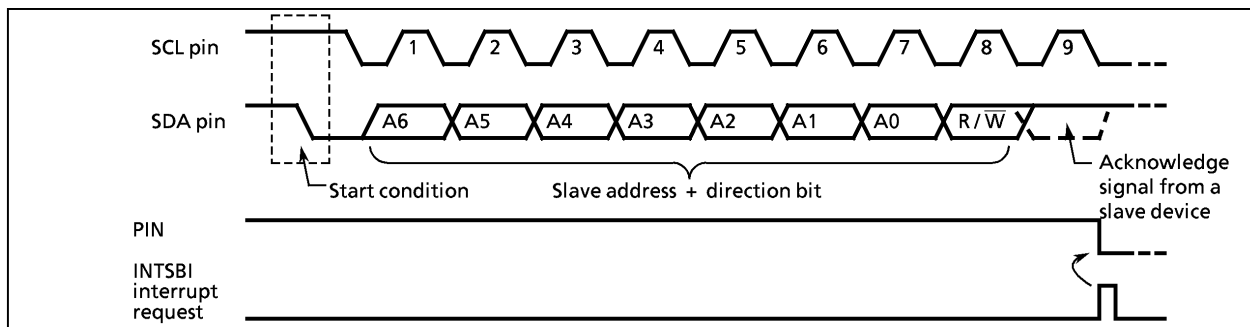 SCL pin
1 2 3 4 5 6 7 8 9
SDA pin
A6 A5 A4 A3 A2 A1 A0 R / W̅
Start condition
Slave address + direction bit
Acknowledge
signal from a
slave device
PIN
INTSBI
interrupt
request